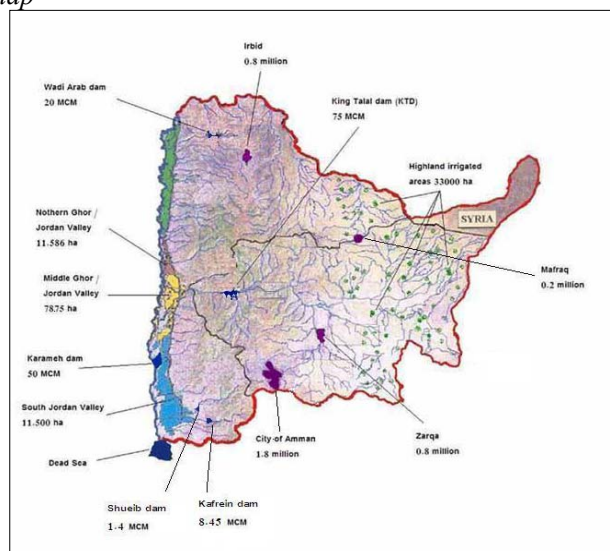 map
Irbid
0.8 million
Wadi Arab dam
20 MCM
King Talal dam (KTD)
75 MCM
Highland irrigated
areas 33000 ha
SYRIA
Nothern Ghor /
Jordan Valley
11.586 ha
Mafraq
0.2 million
Middle Ghor /
Jordan Valley
7875 ha
Karameh dam
50 MCM
South Jordan Valley
11.500 ha
Dead Sea
City of Amman
1.8 million
Zarqa
0.8 million
Shueib dam
1.4 MCM
Kafrein dam
8.45 MCM